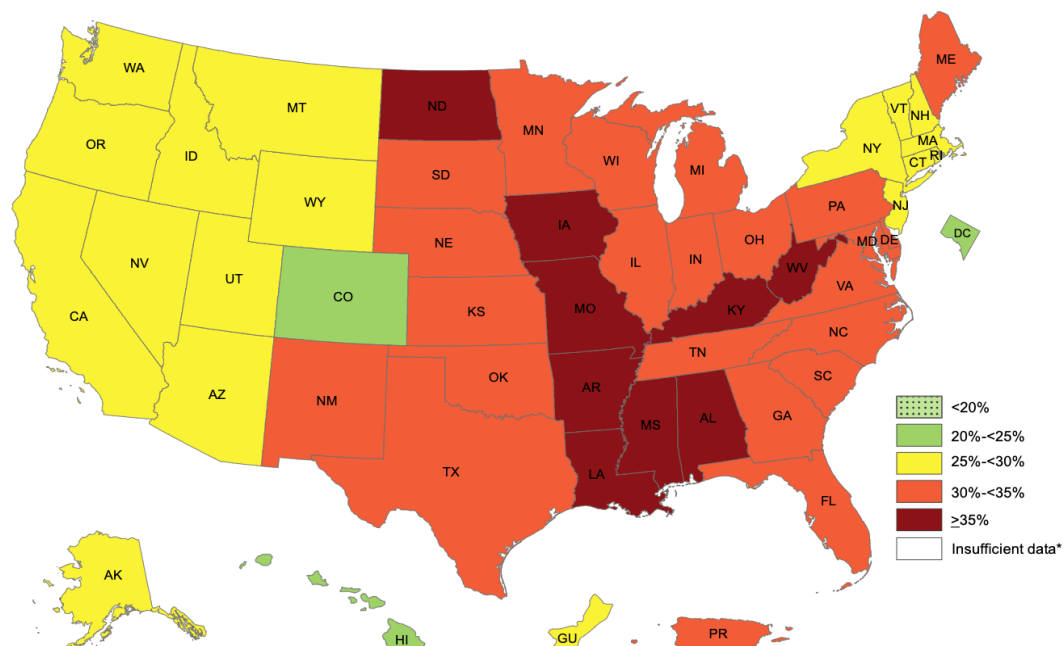 WA
MT
ND
ME
OR
ID
MN
VT
NH
SD
WI
NY
MA
WY
MI
CT
RI
NE
IA
PA
NJ
NV
UT
CO
IL
IN
OH
MD
DE
DC
CA
KS
MO
WV
VA
KY
AZ
NM
OK
AR
TN
NC
SC
TX
LA
MS
AL
GA
FL
<20%
20%-<25%
25%-<30%
30%-<35%
≥35%
Insufficient data*
AK
HI
GU
PR